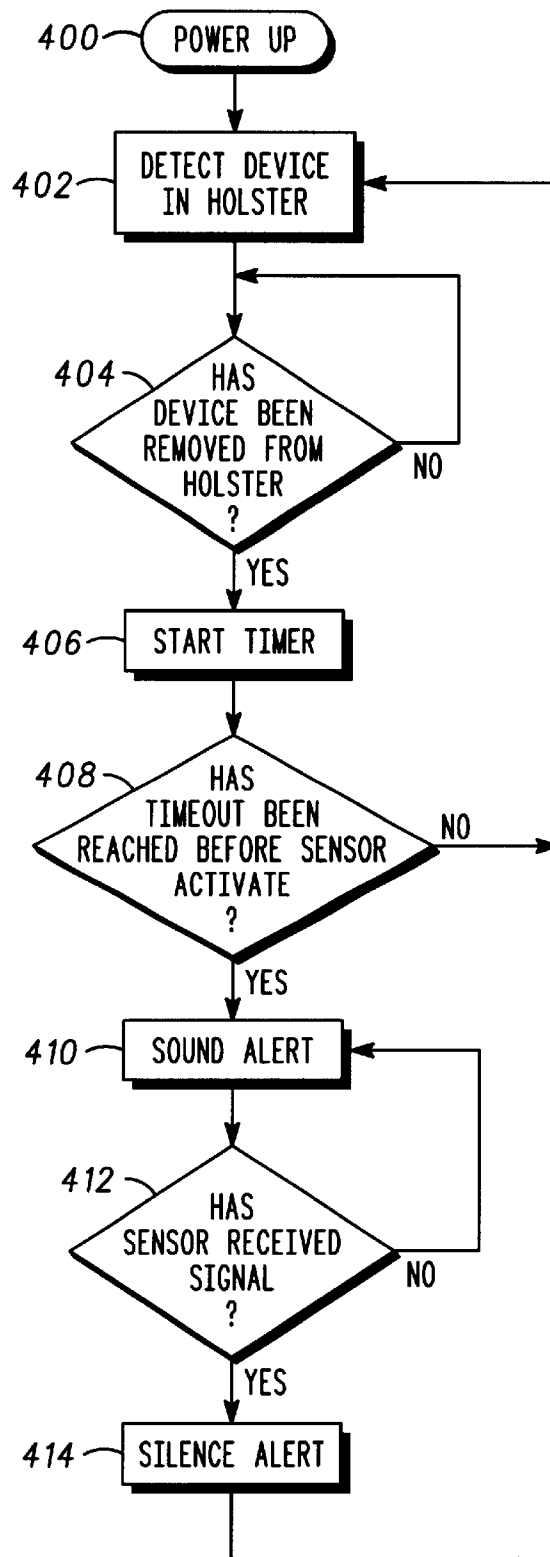 400
POWER UP
402
DETECT DEVICE
IN HOLSTER
404
HAS
DEVICE BEEN
REMOVED FROM
HOLSTER
?
NO
YES
406
START TIMER
408
HAS
TIMEOUT BEEN
REACHED BEFORE SENSOR
ACTIVATE
?
NO
YES
410
SOUND ALERT
412
HAS
SENSOR RECEIVED
SIGNAL
?
NO
YES
414
SILENCE ALERT